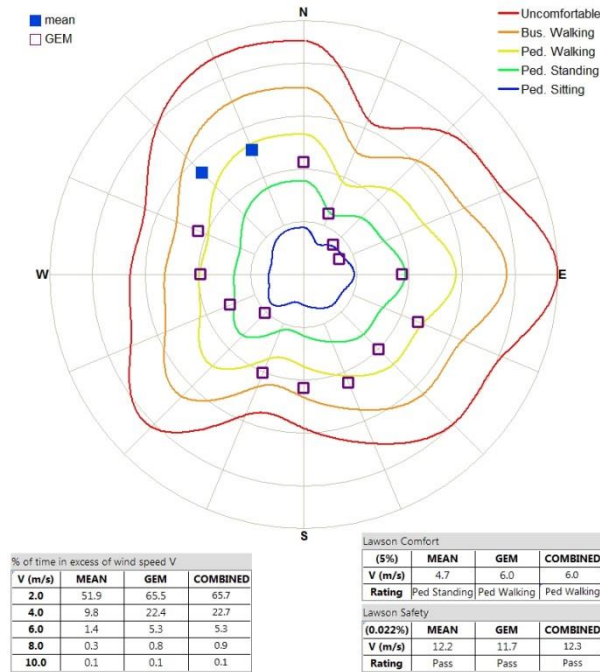 N
mean
GEM
Uncomfortable
Bus. Walking
Ped. Walking
Ped. Standing
Ped. Sitting
W
E
S
% of time in excess of wind speed V
V (m/s) MEAN GEM COMBINED
2.0 51.9 65.5 65.7
4.0 9.8 22.4 22.7
6.0 1.4 5.3 5.3
8.0 0.3 0.8 0.9
10.0 0.1 0.1 0.1
Lawson Comfort
(5%) MEAN GEM COMBINED
V (m/s) 4.7 6.0 6.0
Rating Ped Standing Ped Walking Ped Walking
Lawson Safety
(0.022%) MEAN GEM COMBINED
V (m/s) 12.2 11.7 12.3
Rating Pass Pass Pass